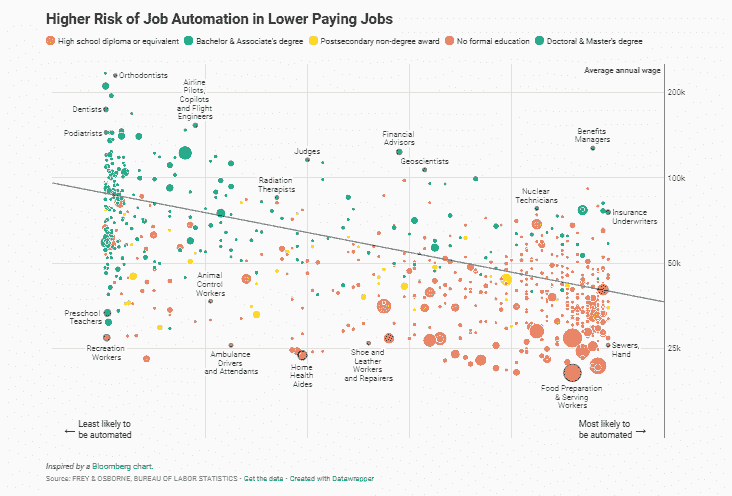 Higher Risk of Job Automation in Lower Paying Jobs
High school diploma or equivalent Bachelor & Associate's degree Postsecondary non-degree award No formal education Doctoral & Master's degree
Average annual wage
Orthodontists
Airline
Pilots,
Copilots
and Flight
Engineers
200k
Dentists
Podiatrists
Judges
Financial
Advisors
Geoscientists
Benefits
Managers
100k
Radiation
Therapists
Nuclear
Technicians
Insurance
Underwriters
50k
Animal
Control
Workers
Preschool
Teachers
Recreation
Workers
Ambulance
Drivers
and Attendants
Home
Health
Aides
Shoe and
Leather
Workers
and Repairers
Sewers,
Hand
25k
Food Preparation
& Serving
Workers
← Least likely to
be automated
Most likely to
be automated →
Inspired by a Bloomberg chart.
Source: FREY & OSBORNE, BUREAU OF LABOR STATISTICS · Get the data · Created with Datawrapper